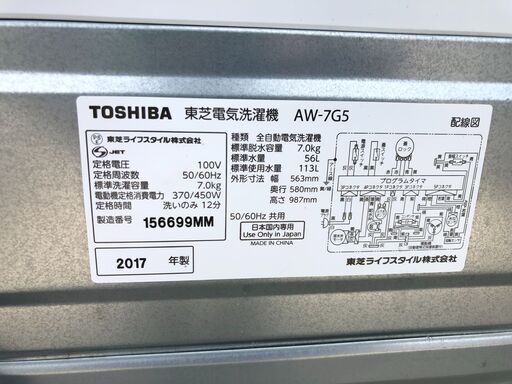 TOSHIBA 東芝電気洗濯機 AW-7G5
配線図
東芝ライフスタイル株式会社
JET
定格電圧 100V
定格周波数 50/60Hz
標準洗濯容量 7.0kg
電動機定格消費電力 370/450W
定格時間 洗いのみ 12分
製造番号 156699MM
2017 年製
種類 全自動電気洗濯機
標準脱水容量 7.0kg
標準水量 56L
標準使用水量 113L
外形寸法 幅 563mm
奥行 580mm
高さ 987mm
50/60Hz 共用
日本国内専用
Use Only in Japan
MADE IN CHINA
プログラムタイマ
東芝ライフスタイル株式会社